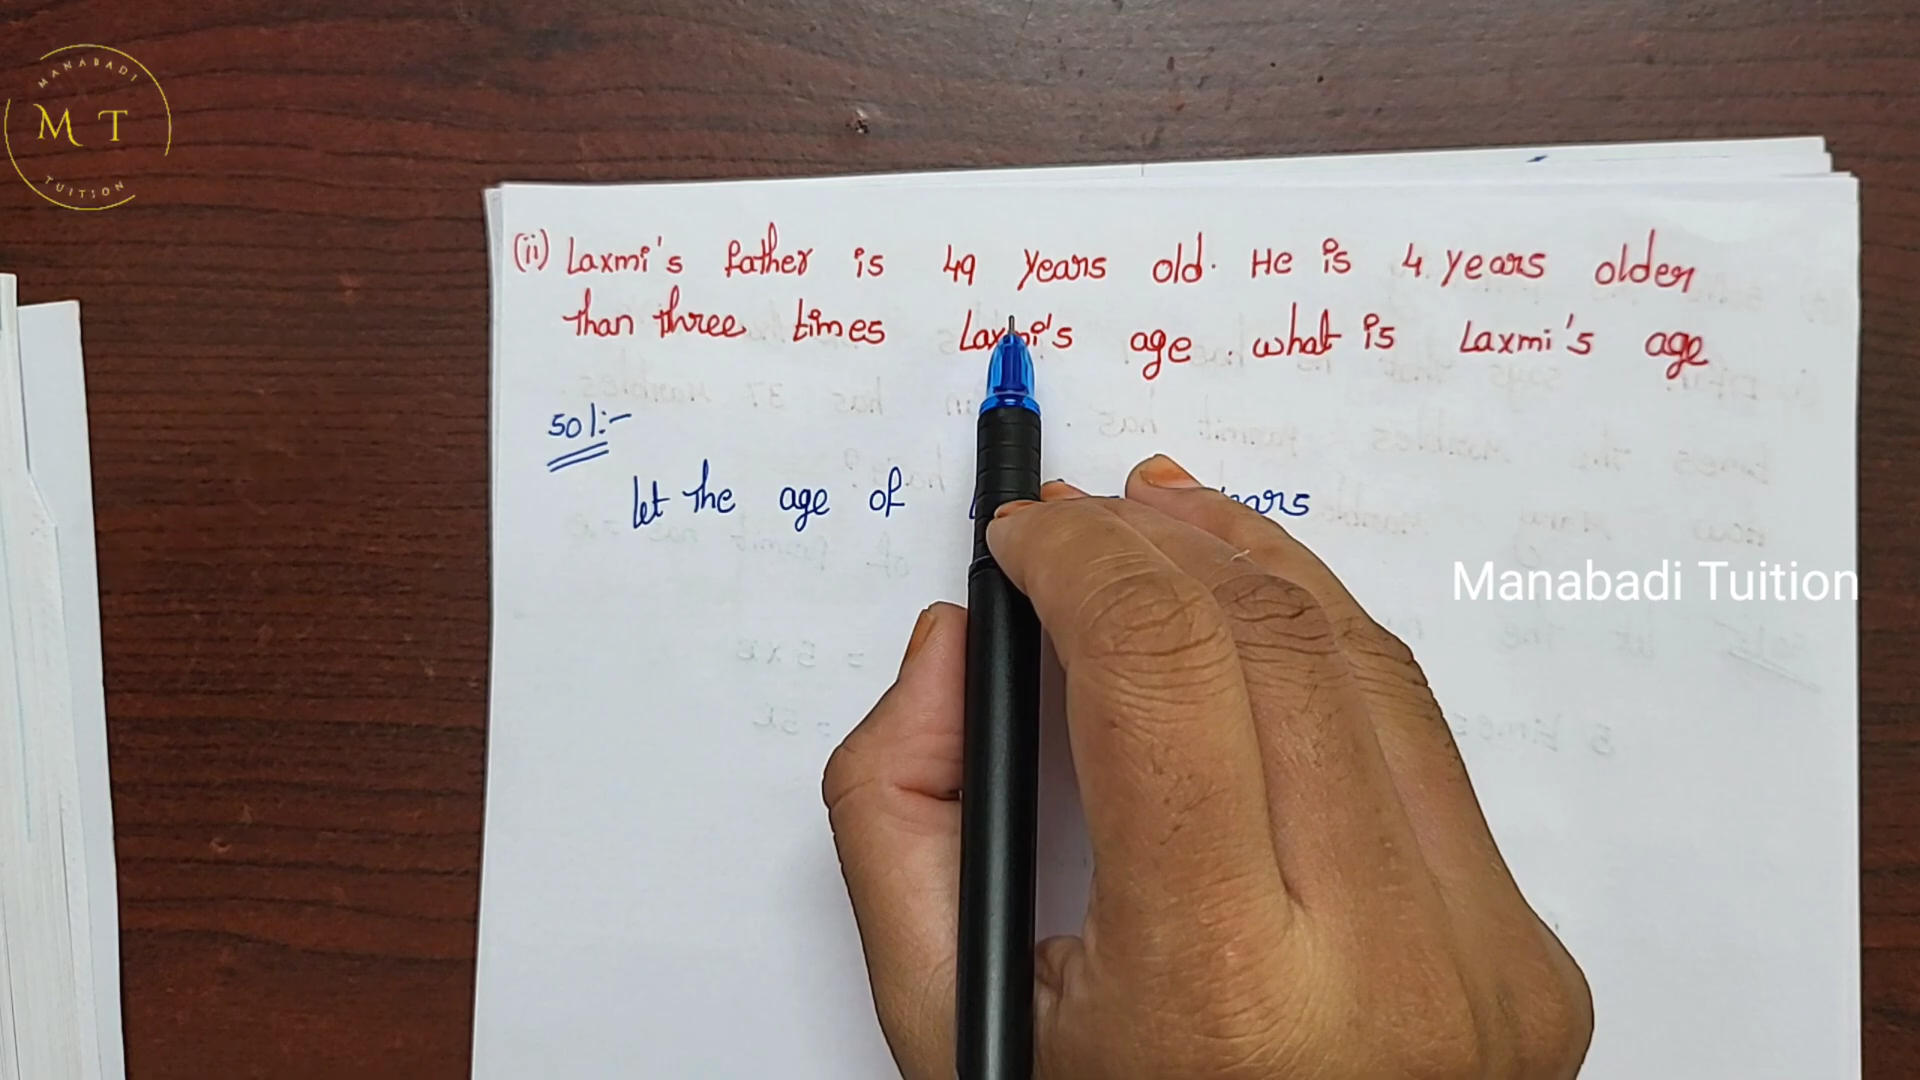 MANABADI
M T
TUITION
(ii) Laxmi's father is 49 years old. He is 4 years older
than three times Laxmi's age. what is Laxmi's age
Sol:-
let the age of
Manabadi Tuition